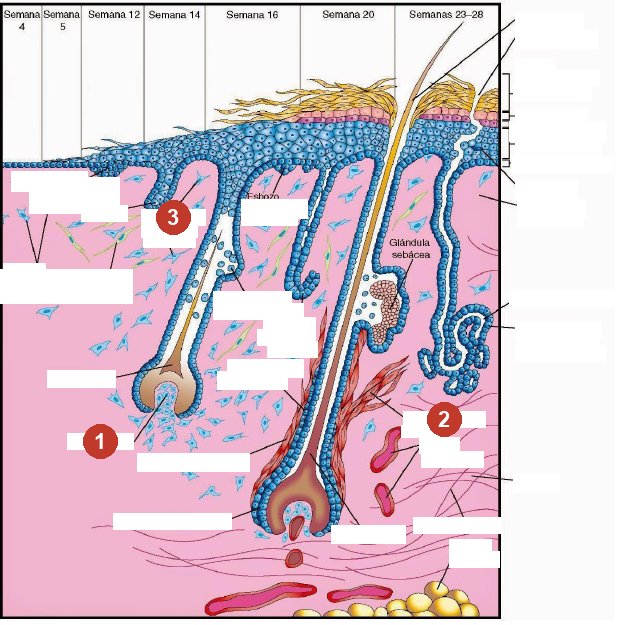 Semana
4
Semana
5
Semana 12
Semana 14
Semana 16
Semana 20
Semanas 23–28
Esbozo
3
Glándula
sebácea
2
1